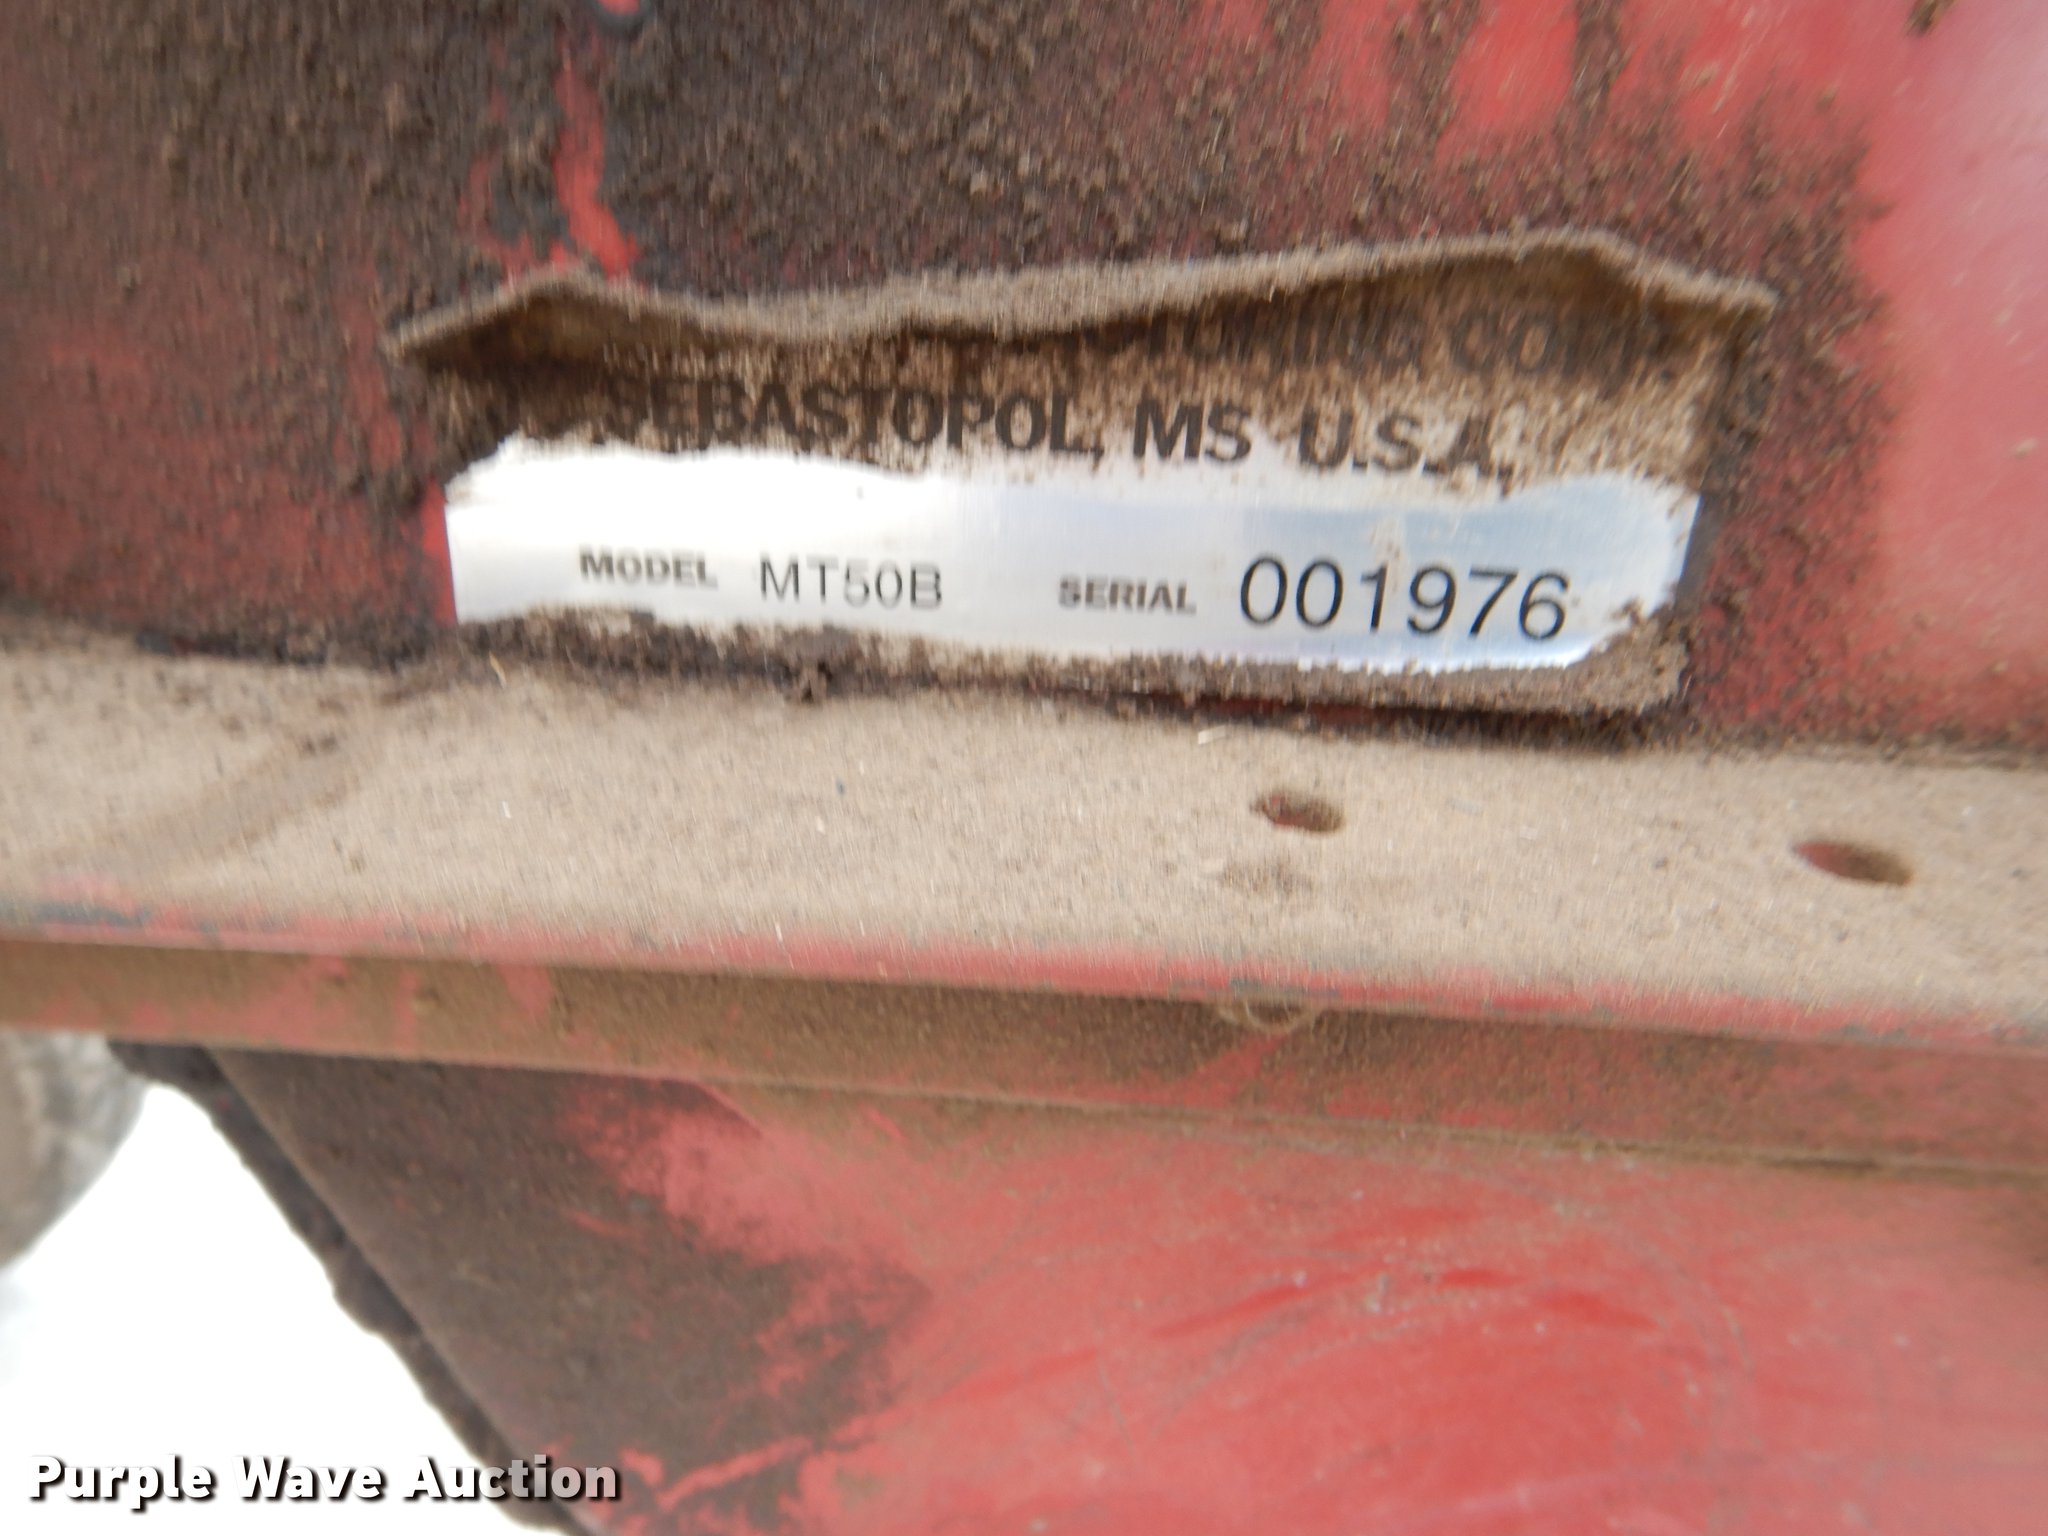 SEBASTOPOL, MS U.S.A.
MODEL MT50B SERIAL 001976
Purple Wave Auction